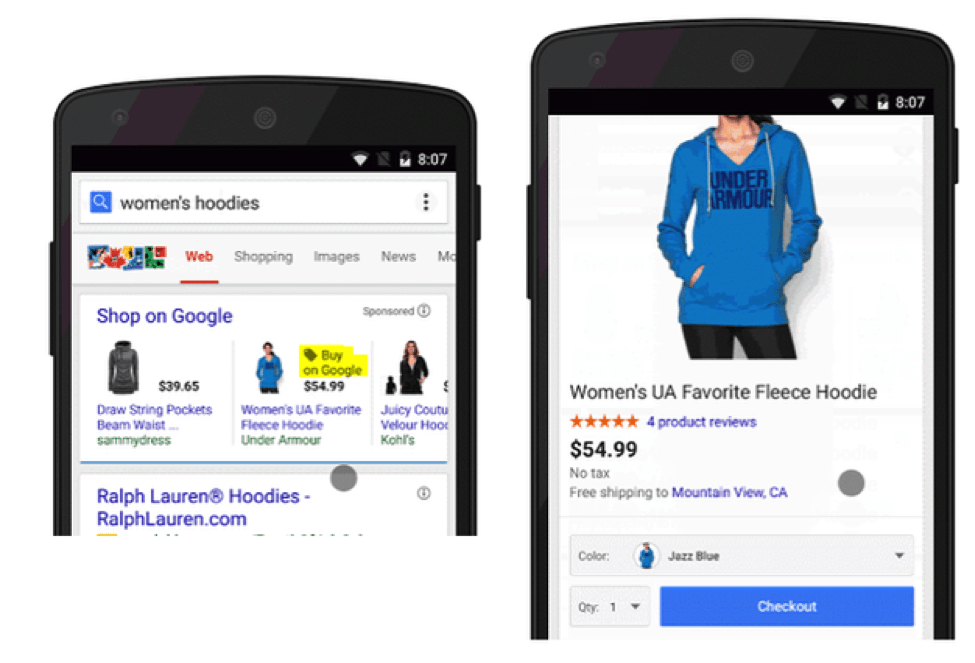 8:07
women's hoodies
Web Shopping Images News Mo
Shop on Google
Sponsored
Buy
on Google
$39.65
$54.99
Draw String Pockets
Beam Waist ...
sammydress
Women's UA Favorite
Fleece Hoodie
Under Armour
Juicy Coutu
Velour Hood
Kohl's
Ralph Lauren® Hoodies -
RalphLauren.com
8:07
UNDER
ARMOUR
Women's UA Favorite Fleece Hoodie
4 product reviews
$54.99
No tax
Free shipping to Mountain View, CA
Color: Jazz Blue
Qty: 1
Checkout